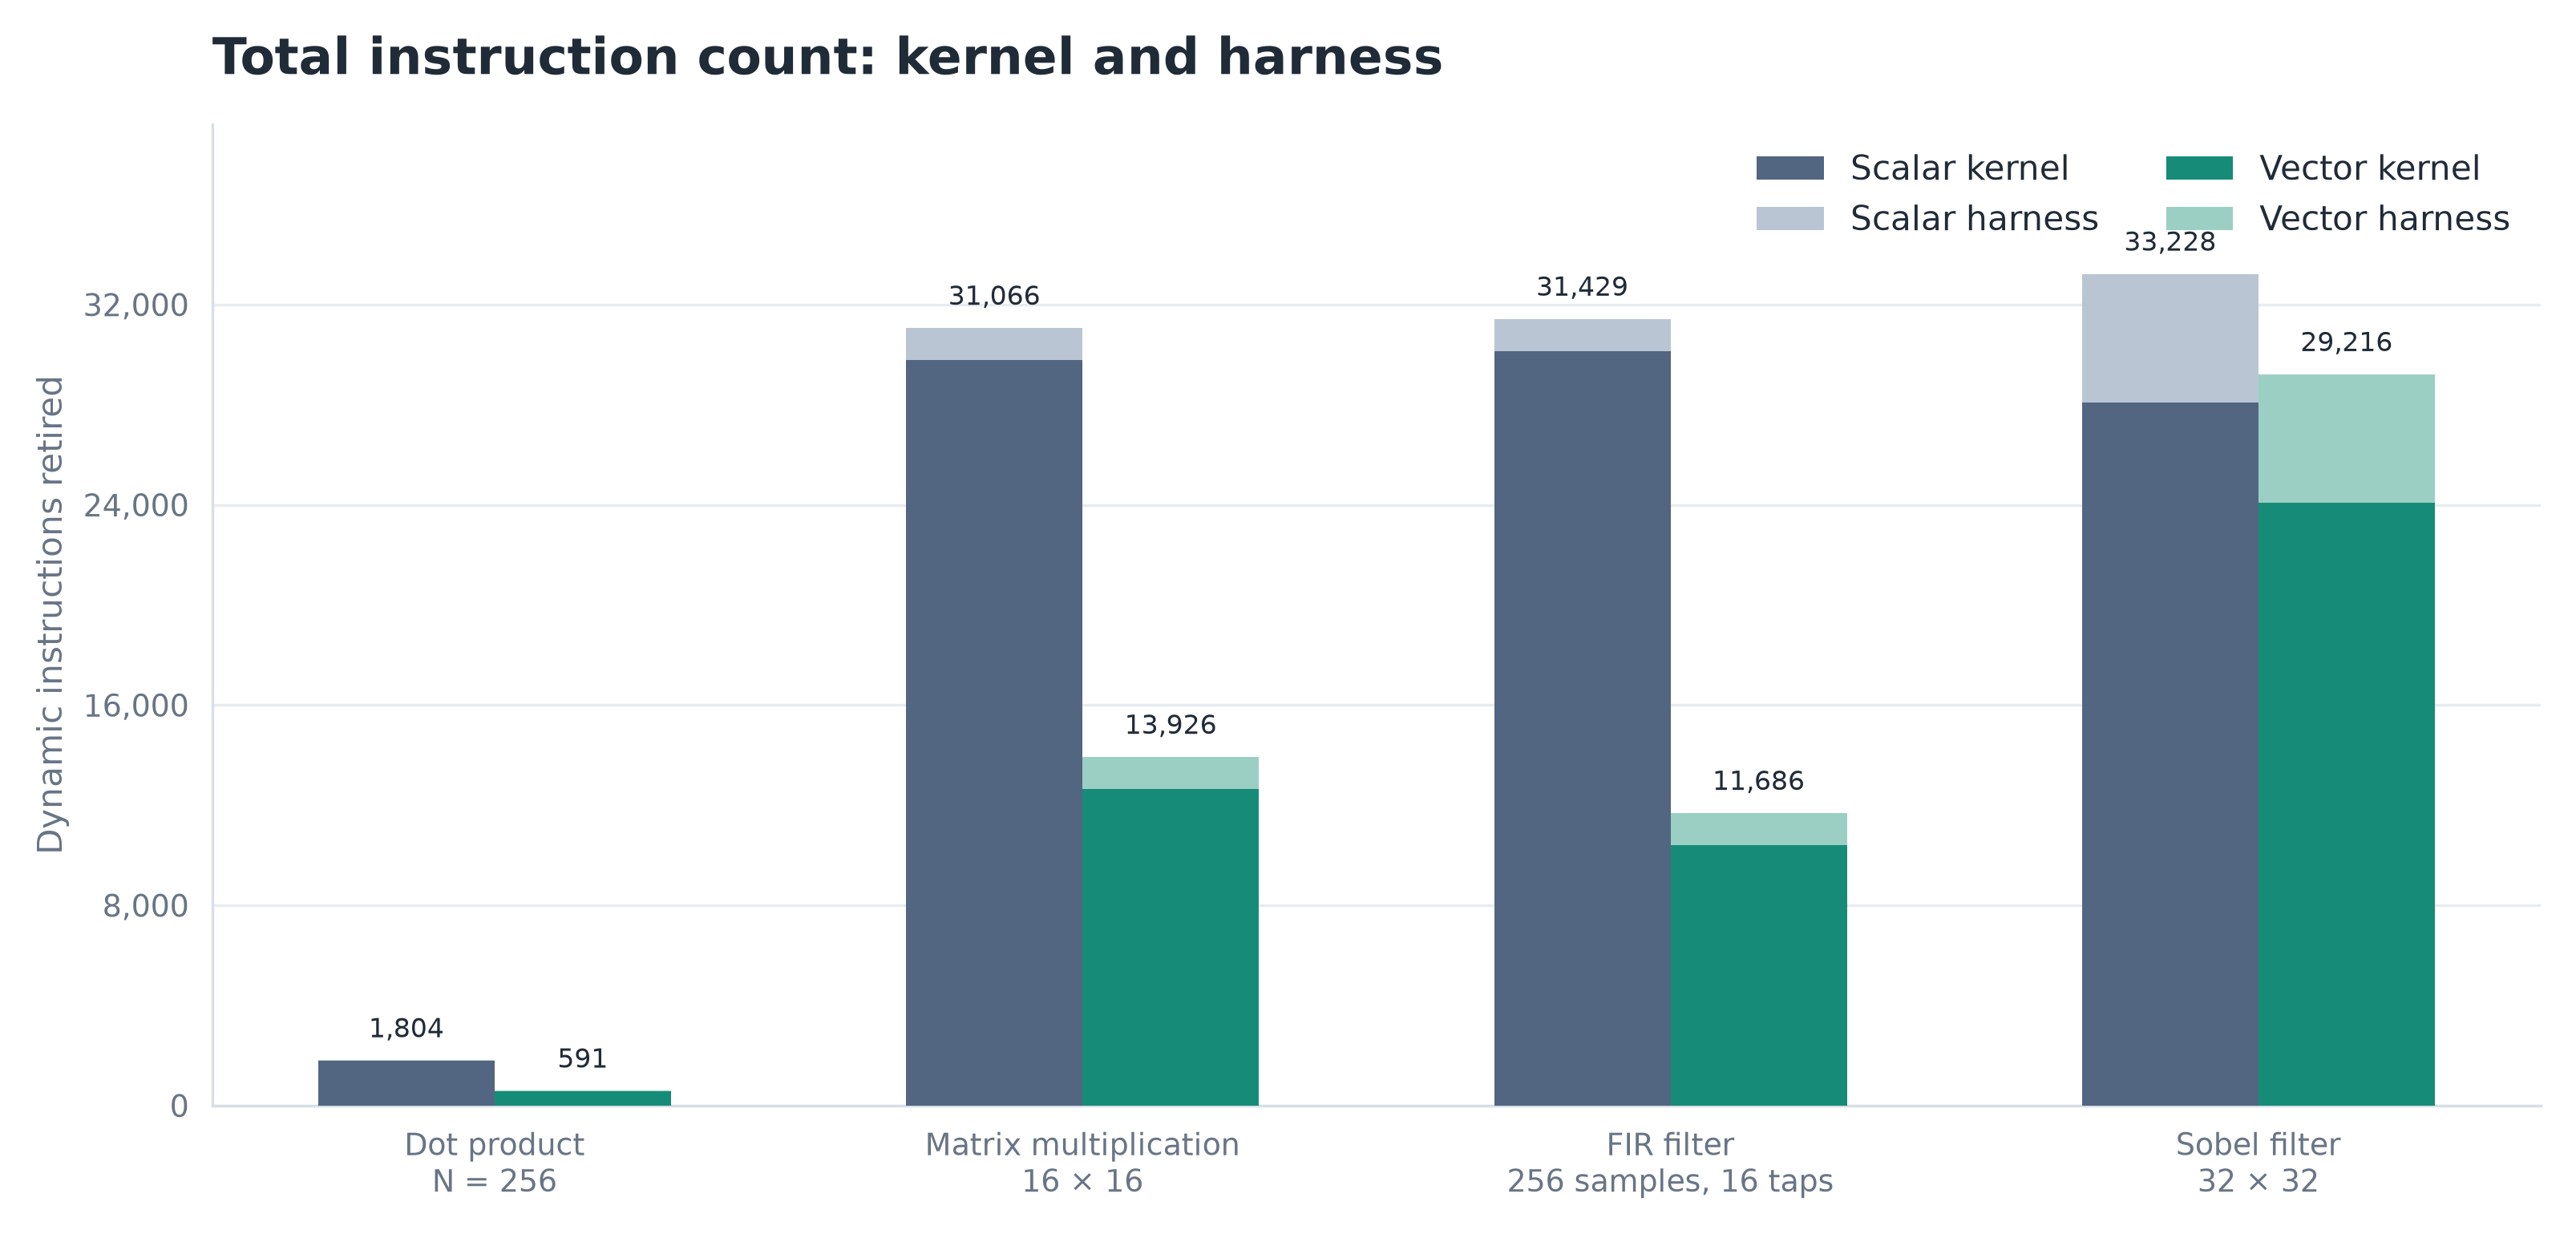 Total instruction count: kernel and harness
Scalar kernel
Vector kernel
Scalar harness
Vector harness
Dynamic instructions retired
32,000
24,000
16,000
8,000
0
1,804
591
31,066
13,926
31,429
11,686
33,228
29,216
Dot product
N = 256
Matrix multiplication
16 × 16
FIR filter
256 samples, 16 taps
Sobel filter
32 × 32